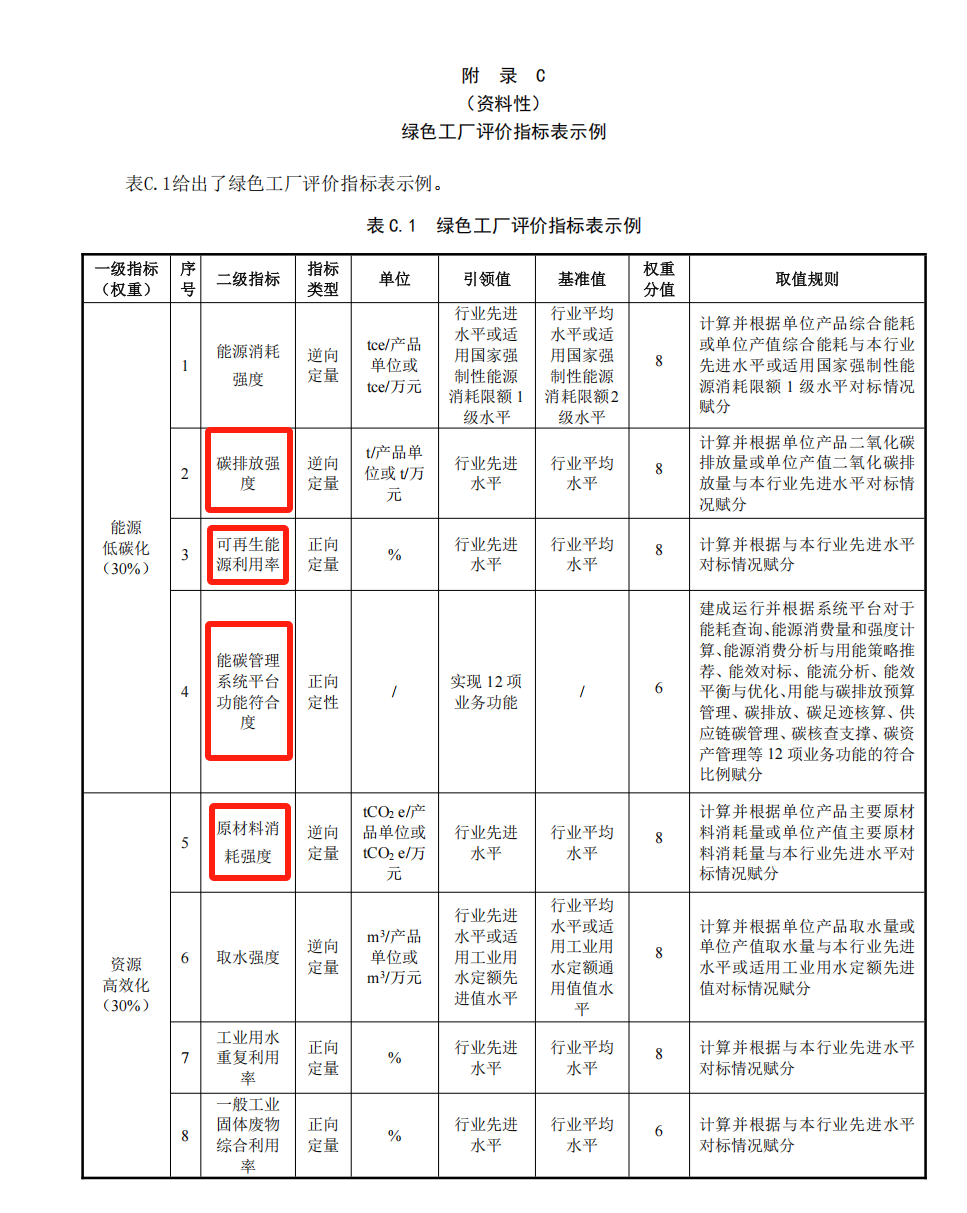 附 录 C
（资料性）
绿色工厂评价指标表示例
表C.1给出了绿色工厂评价指标表示例。
表 C.1 绿色工厂评价指标表示例
一级指标
（权重）
序
号
二级指标
指标
类型
单位
引领值
基准值
权重
分值
取值规则
能源
低碳化
（30%）
1
能源消耗
强度
逆向
定量
tce/产品
单位或
tce/万元
行业先进
水平或适
用国家强
制性能源
消耗限额 1
级水平
行业平均
水平或适
用国家强
制性能源
消耗限额2
级水平
8
计算并根据单位产品综合能耗
或单位产值综合能耗与本行业
先进水平或适用国家强制性能
源消耗限额 1 级水平对标情况
赋分
2
碳排放强
度
逆向
定量
t/产品单
位或 t/万
元
行业先进
水平
行业平均
水平
8
计算并根据单位产品二氧化碳
排放量或单位产值二氧化碳排
放量与本行业先进水平对标情
况赋分
3
可再生能
源利用率
正向
定量
%
行业先进
水平
行业平均
水平
8
计算并根据与本行业先进水平
对标情况赋分
4
能碳管理
系统平台
功能符合
度
正向
定性
/
实现 12 项
业务功能
/
6
建成运行并根据系统平台对于
能耗查询、能源消费量和强度计
算、能源消费分析与用能策略推
荐、能效对标、能流分析、能效
平衡与优化、用能与碳排放预算
管理、碳排放、碳足迹核算、供
应链碳管理、碳核查支撑、碳资
产管理等 12 项业务功能的符合
比例赋分
资源
高效化
（30%）
5
原材料消
耗强度
逆向
定量
tCO₂ e/产
品单位或
tCO₂ e/万
元
行业先进
水平
行业平均
水平
8
计算并根据单位产品主要原材
料消耗量或单位产值主要原材
料消耗量与本行业先进水平对
标情况赋分
6
取水强度
逆向
定量
m³/产品
单位或
m³/万元
行业先进
水平或适
用工业用
水定额先
进值水平
行业平均
水平或适
用工业用
水定额通
用值值水
平
8
计算并根据单位产品取水量或
单位产值取水量与本行业先进
水平或适用工业用水定额先进
值对标情况赋分
7
工业用水
重复利用
率
正向
定量
%
行业先进
水平
行业平均
水平
8
计算并根据与本行业先进水平
对标情况赋分
8
一般工业
固体废物
综合利用
率
正向
定量
%
行业先进
水平
行业平均
水平
6
计算并根据与本行业先进水平
对标情况赋分